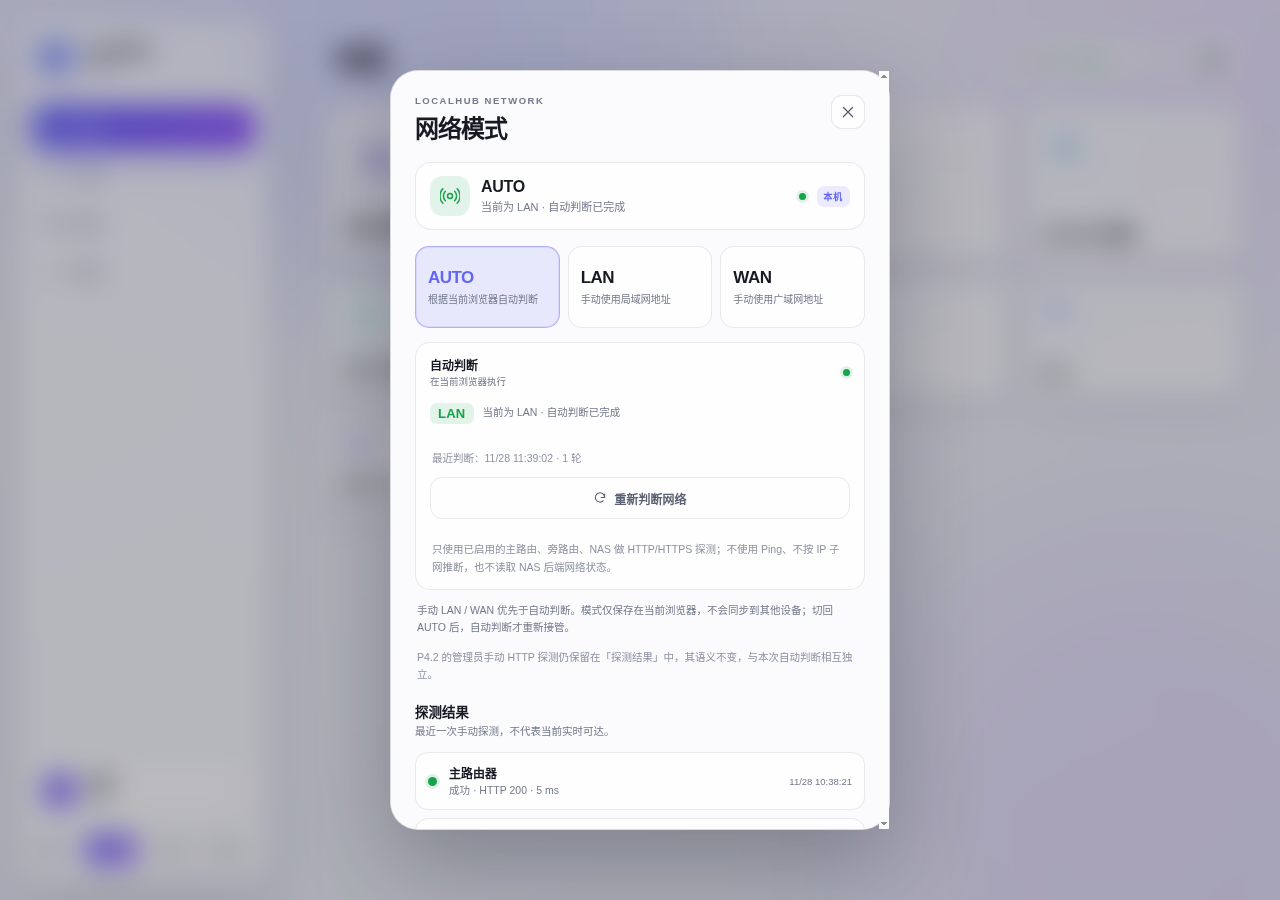 LOCALHUB NETWORK
网络模式
AUTO
当前为 LAN · 自动判断已完成
本机
AUTO
根据当前浏览器自动判断
LAN
手动使用局域网地址
WAN
手动使用广域网地址
自动判断
在当前浏览器执行
LAN 当前为 LAN · 自动判断已完成
最近判断：11/28 11:39:02 · 1 轮
重新判断网络
只使用已启用的主路由、旁路由、NAS 做 HTTP/HTTPS 探测；不使用 Ping、不按 IP 子
网推断，也不读取 NAS 后端网络状态。
手动 LAN / WAN 优先于自动判断。模式仅保存在当前浏览器，不会同步到其他设备；切回
AUTO 后，自动判断才重新接管。
P4.2 的管理员手动 HTTP 探测仍保留在「探测结果」中，其语义不变，与本次自动判断相互独
立。
探测结果
最近一次手动探测，不代表当前实时可达。
主路由器
成功 · HTTP 200 · 5 ms
11/28 10:38:21